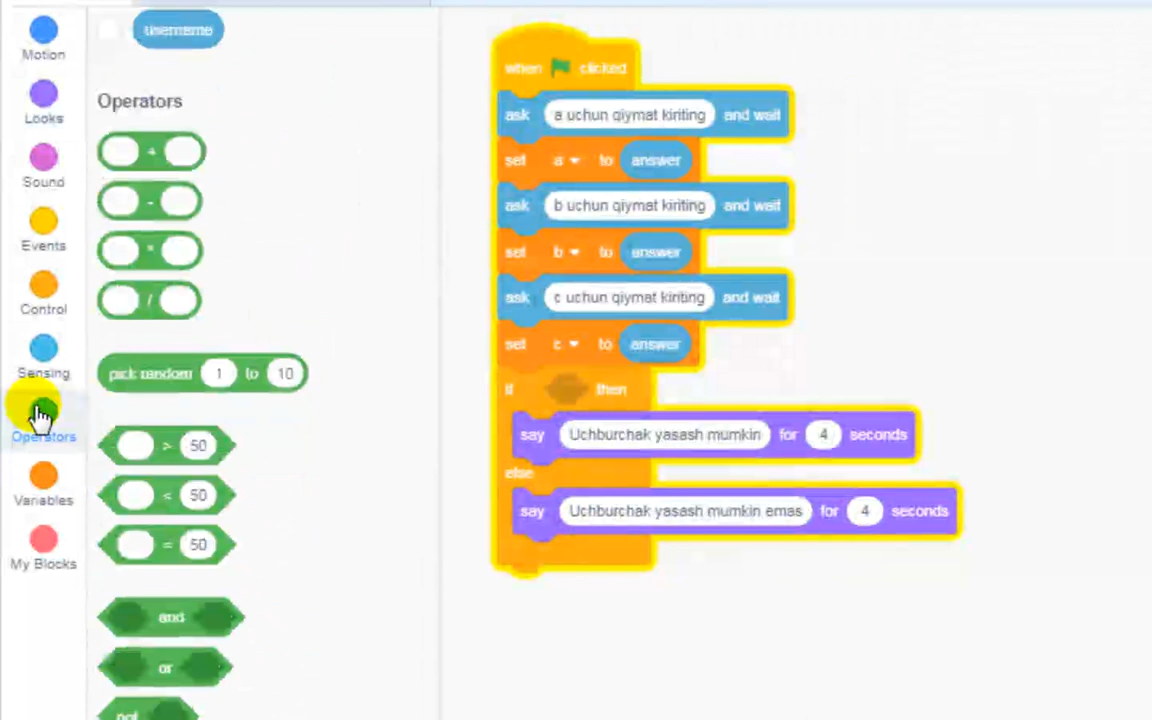 username
Motion
Looks
Sound
Events
Control
Sensing
Operators
Variables
My Blocks
Operators
+
-
*
/
pick random 1 to 10
> 50
< 50
= 50
and
or
not
when clicked
ask a uchun qiymat kiriting and wait
set a to answer
ask b uchun qiymat kiriting and wait
set b to answer
ask c uchun qiymat kiriting and wait
set c to answer
if then
say Uchburchak yasash mumkin for 4 seconds
else
say Uchburchak yasash mumkin emas for 4 seconds